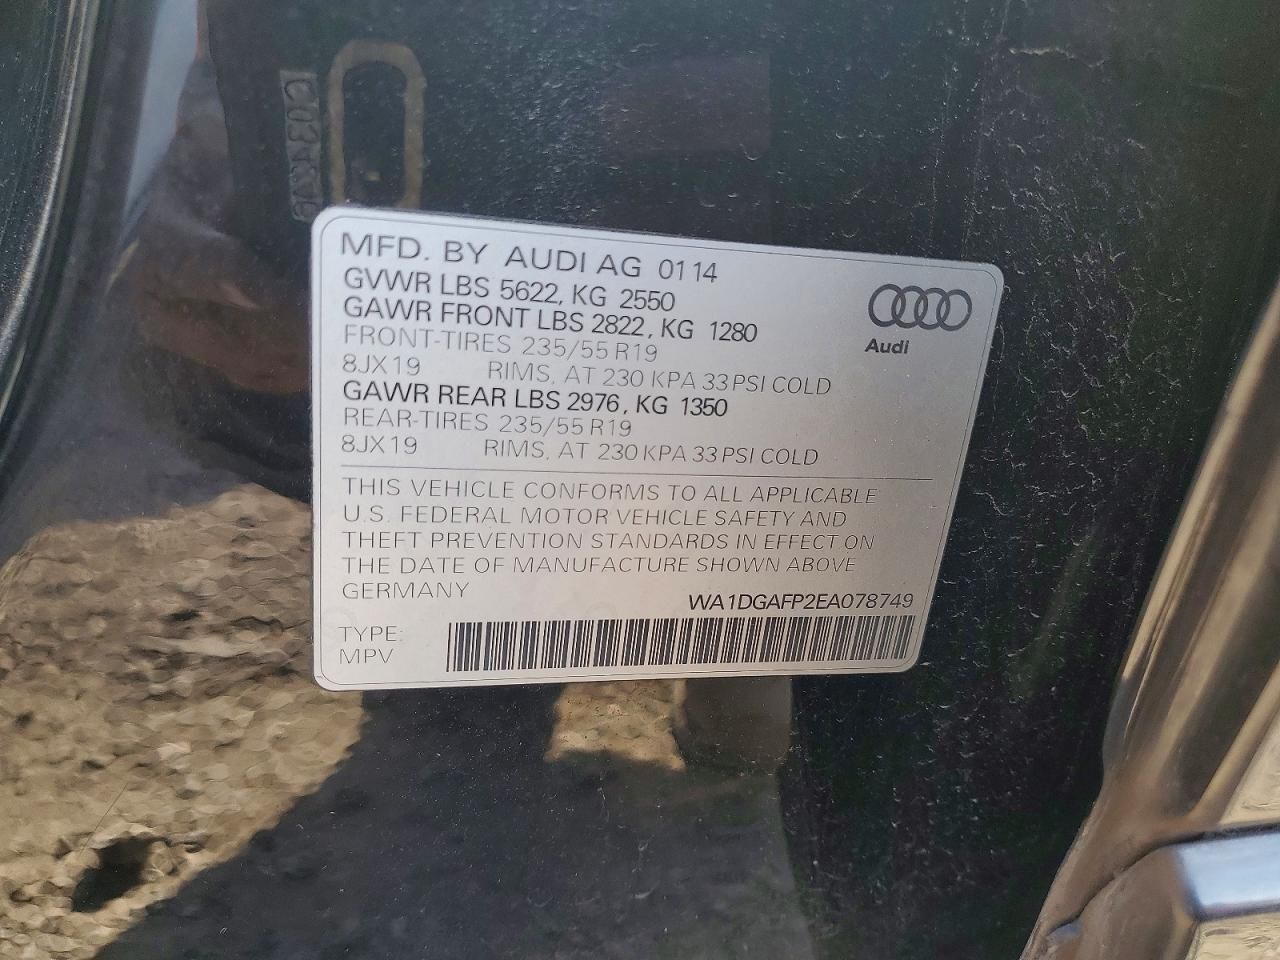 MFD. BY AUDI AG 01 14
GVWR LBS 5622, KG 2550
GAWR FRONT LBS 2822, KG 1280
FRONT-TIRES 235/55 R19
8JX19 RIMS, AT 230 KPA 33 PSI COLD
GAWR REAR LBS 2976, KG 1350
REAR-TIRES 235/55 R19
8JX19 RIMS, AT 230 KPA 33 PSI COLD
Audi
THIS VEHICLE CONFORMS TO ALL APPLICABLE
U.S. FEDERAL MOTOR VEHICLE SAFETY AND
THEFT PREVENTION STANDARDS IN EFFECT ON
THE DATE OF MANUFACTURE SHOWN ABOVE
GERMANY
WA1DGAFP2EA078749
TYPE:
MPV